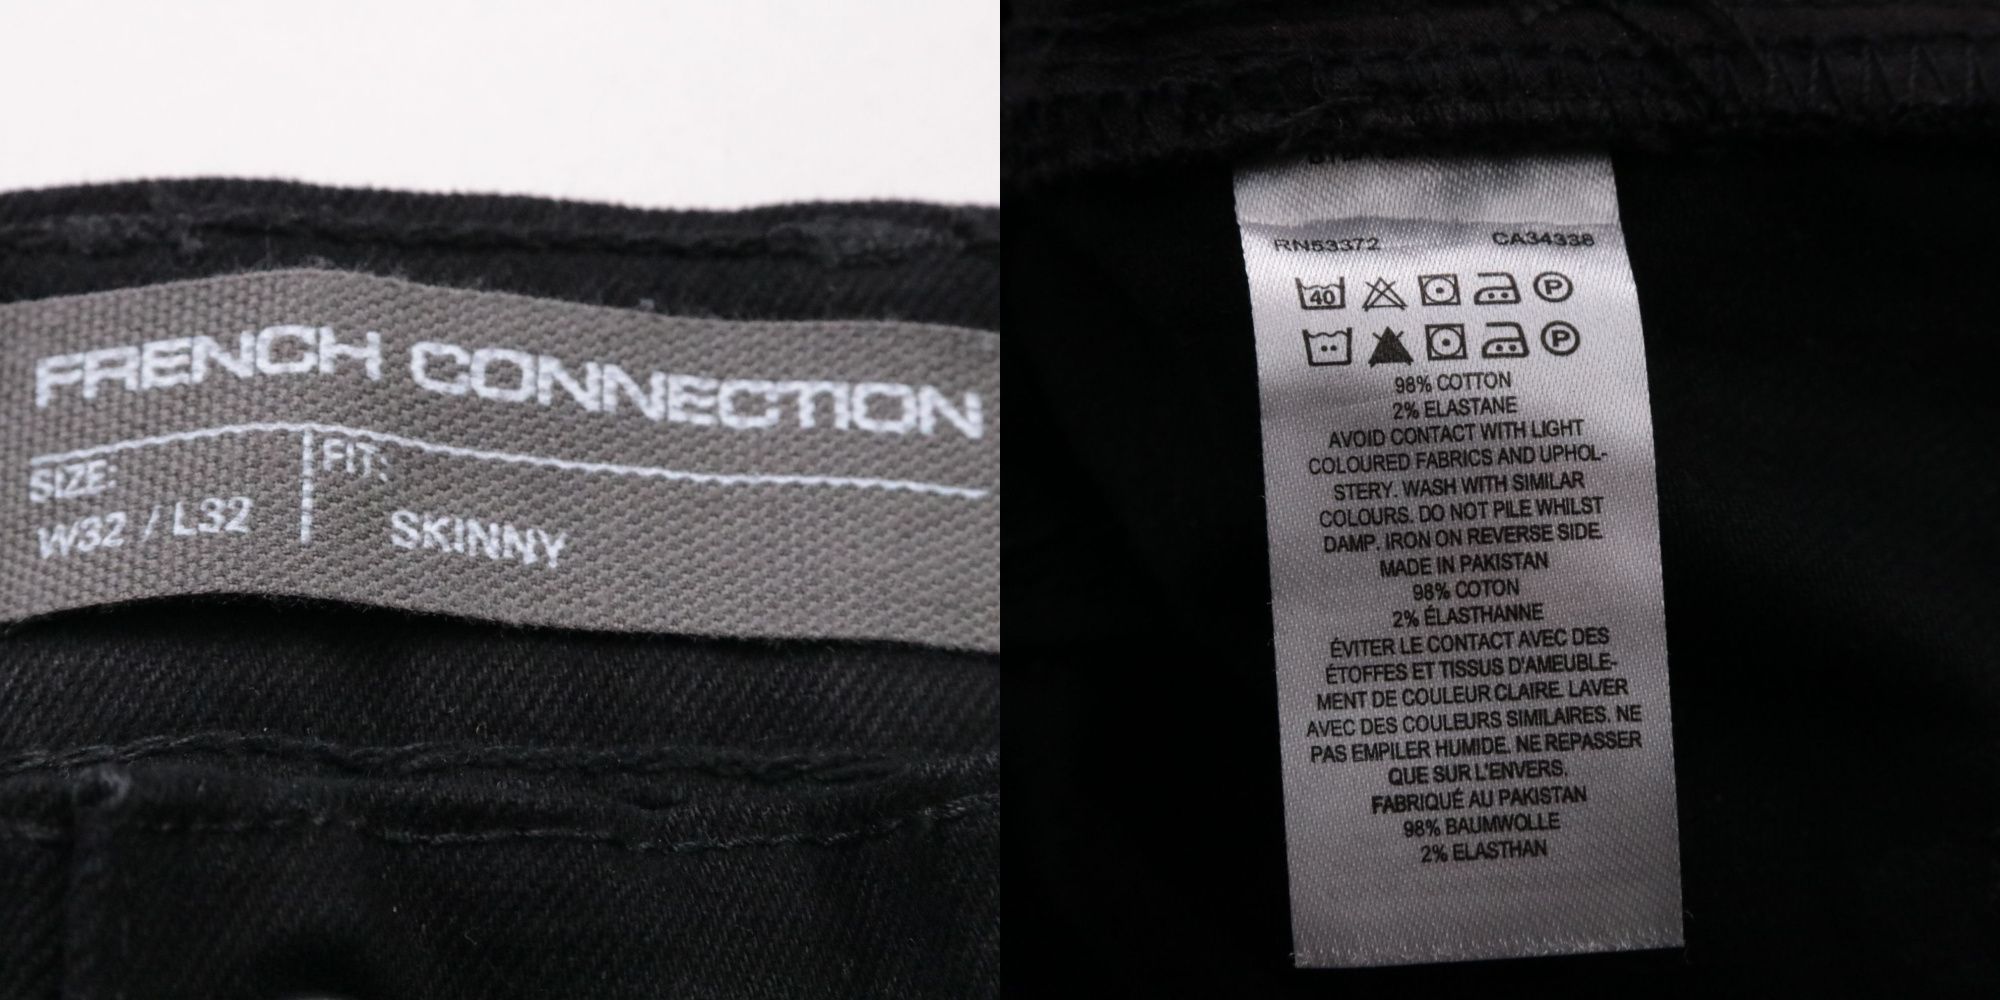 FRENCH CONNECTION
SIZE:
W32 / L32
FIT:
SKINNY
RN53372 CA34338
40 P
P
98% COTTON
2% ELASTANE
AVOID CONTACT WITH LIGHT
COLOURED FABRICS AND UPHOL-
STERY. WASH WITH SIMILAR
COLOURS. DO NOT PILE WHILST
DAMP. IRON ON REVERSE SIDE.
MADE IN PAKISTAN
98% COTON
2% ÉLASTHANNE
ÉVITER LE CONTACT AVEC DES
ÉTOFFES ET TISSUS D'AMEUBLE-
MENT DE COULEUR CLAIRE. LAVER
AVEC DES COULEURS SIMILAIRES. NE
PAS EMPILER HUMIDE. NE REPASSER
QUE SUR L'ENVERS.
FABRIQUÉ AU PAKISTAN
98% BAUMWOLLE
2% ELASTHAN